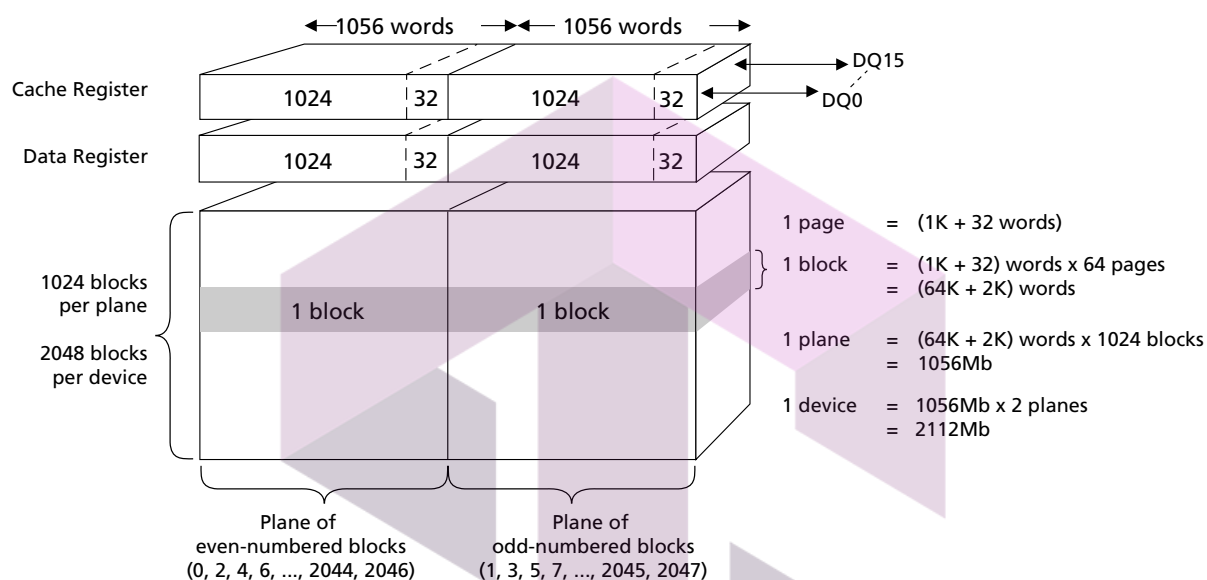 1056 words 1056 words
Cache Register
1024 32 1024 32
DQ15
DQ0
Data Register
1024 32 1024 32
1 page = (1K + 32 words)
1 block = (1K + 32) words x 64 pages
= (64K + 2K) words
1024 blocks
per plane
1 block 1 block
2048 blocks
per device
1 plane = (64K + 2K) words x 1024 blocks
= 1056Mb
1 device = 1056Mb x 2 planes
= 2112Mb
Plane of
even-numbered blocks
(0, 2, 4, 6, ..., 2044, 2046)
Plane of
odd-numbered blocks
(1, 3, 5, 7, ..., 2045, 2047)